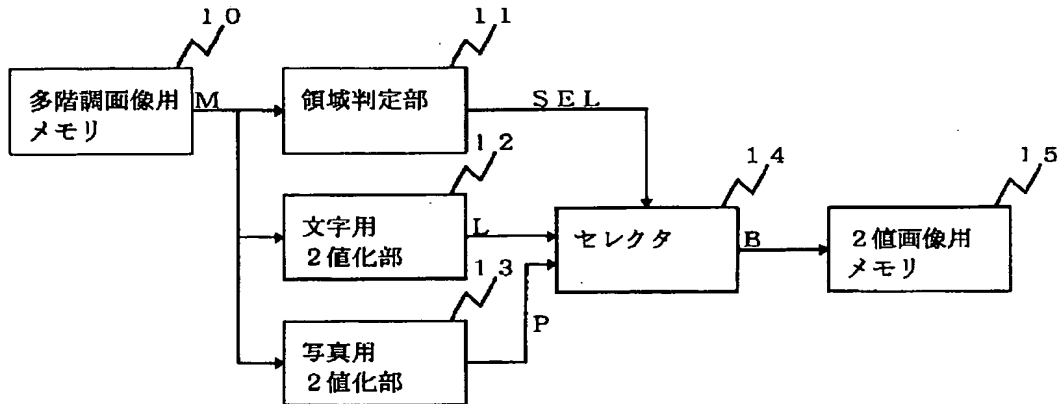 １０
多階調画像用
メモリ
M
１１
領域判定部
SEL
１２
文字用
２値化部
L
１３
写真用
２値化部
P
１４
セレクタ
B
１５
２値画像用
メモリ